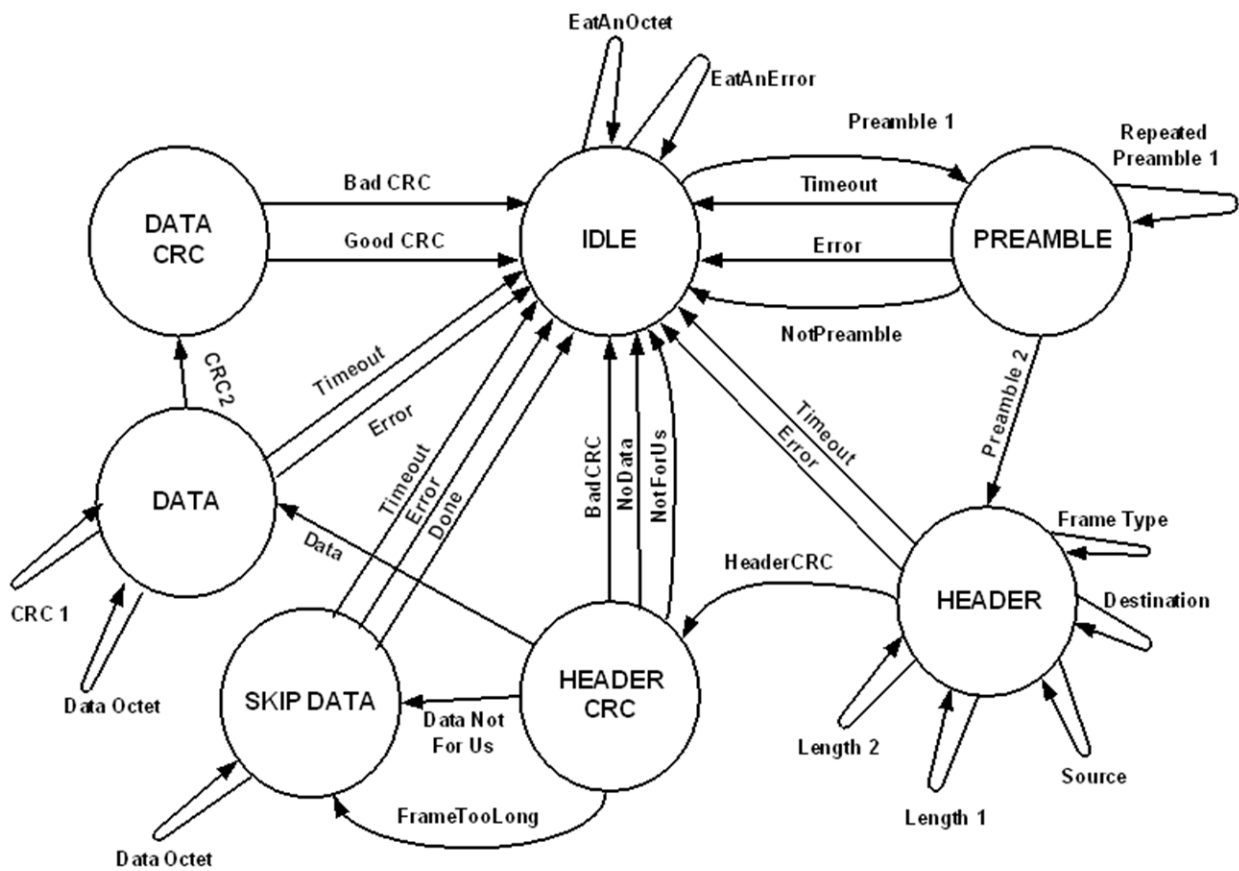 EatAnOctet
EatAnError
Preamble 1
Repeated
Preamble 1
Bad CRC
Timeout
DATA
CRC
IDLE
PREAMBLE
Good CRC
Error
NotPreamble
CRC2
Timeout
Error
Preamble 2
Timeout
Error
Timeout
Error
Done
BadCRC
NoData
NotForUs
DATA
Data
Frame Type
HeaderCRC
HEADER
Destination
CRC 1
Data Octet
SKIP DATA
HEADER
CRC
Data Not
For Us
Length 2
Source
Length 1
FrameTooLong
Data Octet